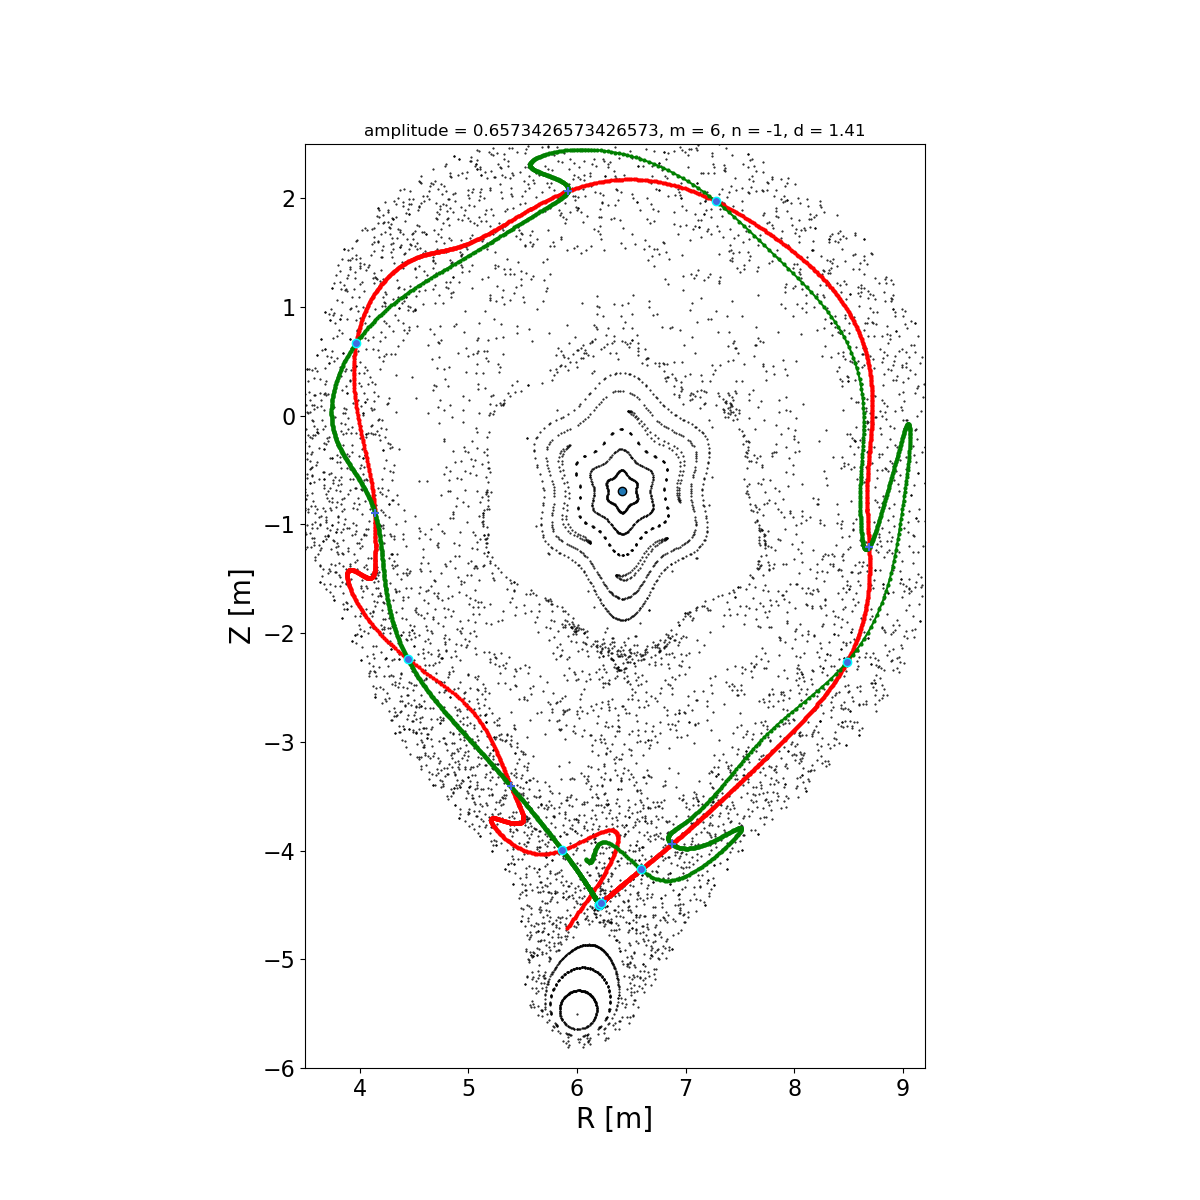 amplitude = 0.6573426573426573, m = 6, n = -1, d = 1.41
2
1
0
−1
−2
−3
−4
−5
−6
Z [m]
4 5 6 7 8 9
R [m]